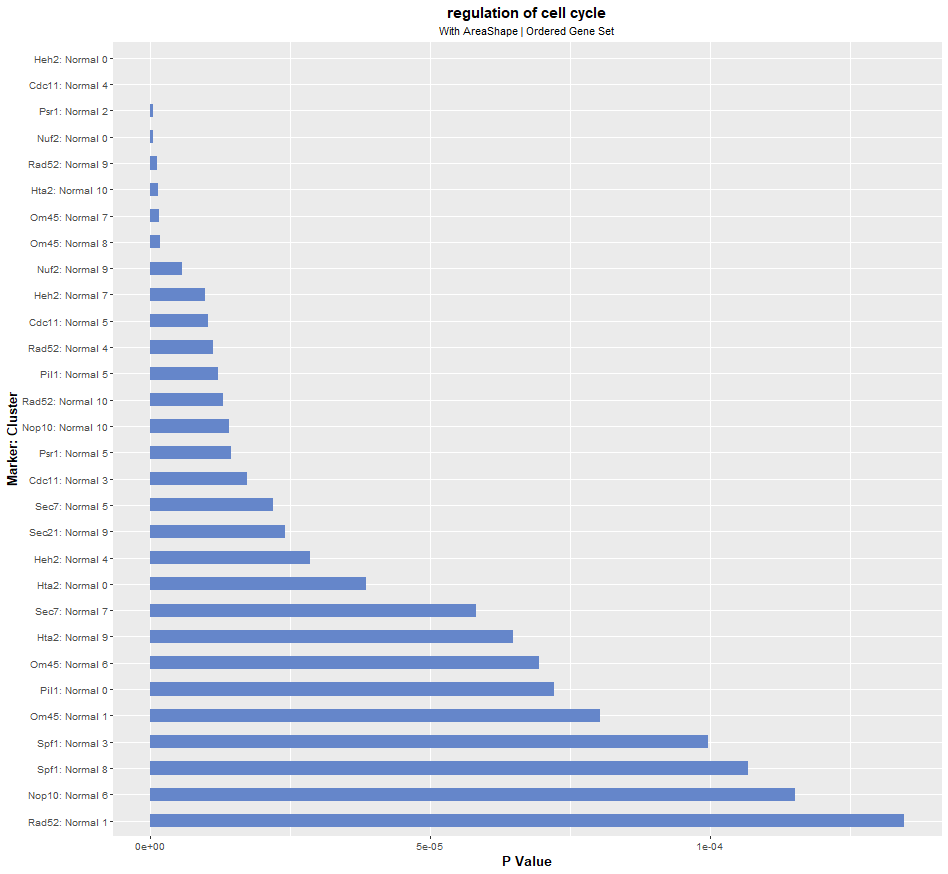 regulation of cell cycle
With AreaShape | Ordered Gene Set
Marker: Cluster
Heh2: Normal 0
Cdc11: Normal 4
Psr1: Normal 2
Nuf2: Normal 0
Rad52: Normal 9
Hta2: Normal 10
Om45: Normal 7
Om45: Normal 8
Nuf2: Normal 9
Heh2: Normal 7
Cdc11: Normal 5
Rad52: Normal 4
Pil1: Normal 5
Rad52: Normal 10
Nop10: Normal 10
Psr1: Normal 5
Cdc11: Normal 3
Sec7: Normal 5
Sec21: Normal 9
Heh2: Normal 4
Hta2: Normal 0
Sec7: Normal 7
Hta2: Normal 9
Om45: Normal 6
Pil1: Normal 0
Om45: Normal 1
Spf1: Normal 3
Spf1: Normal 8
Nop10: Normal 6
Rad52: Normal 1
0e+00 5e-05 1e-04
P Value